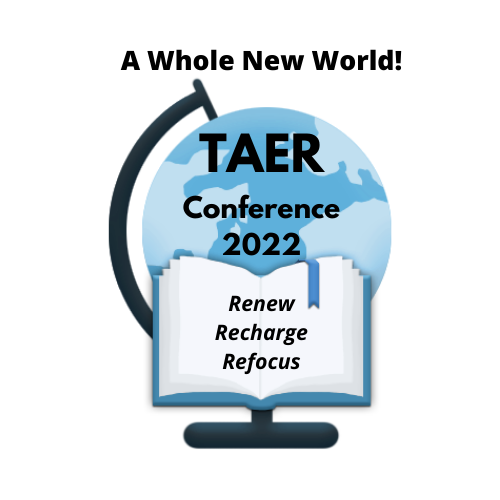 A Whole New World!
TAER
Conference
2022
Renew
Recharge
Refocus